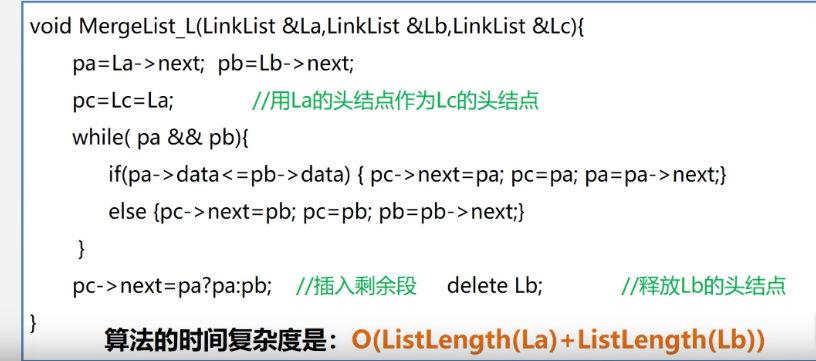 void MergeList_L(LinkList &La,LinkList &Lb,LinkList &Lc){
pa=La->next; pb=Lb->next;
pc=Lc=La; //用La的头结点作为Lc的头结点
while( pa && pb){
if(pa->data<=pb->data) { pc->next=pa; pc=pa; pa=pa->next;}
else {pc->next=pb; pc=pb; pb=pb->next;}
}
pc->next=pa?pa:pb; //插入剩余段 delete Lb; //释放Lb的头结点
}
算法的时间复杂度是：O(ListLength(La)+ListLength(Lb))